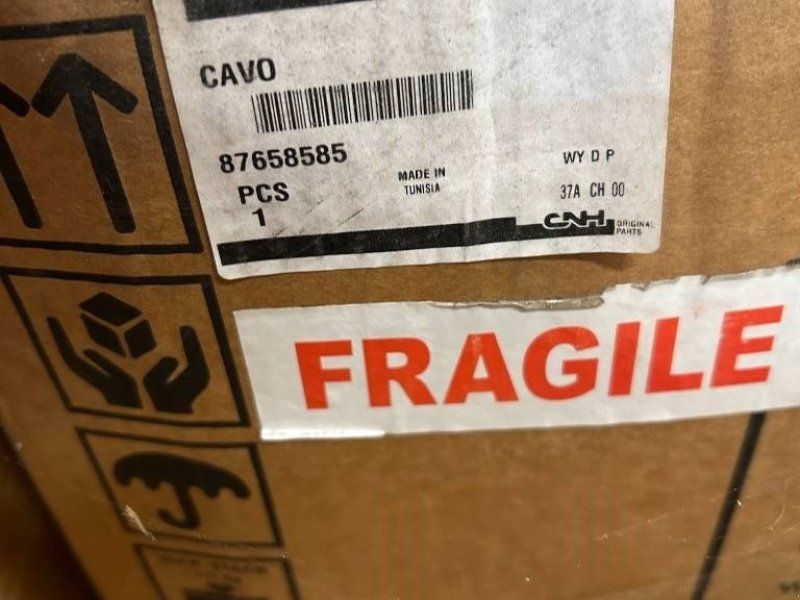 CAVO
87658585
PCS
1
MADE IN
TUNISIA
WY D P
37A CH 00
CNH ORIGINAL
PARTS
FRAGILE